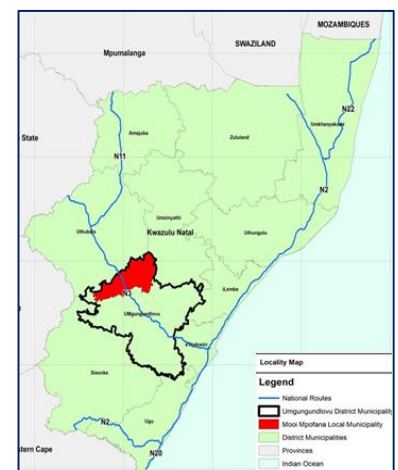 MOZAMBIQUES
SWAZILAND
Mpumalanga
N22
Umkhanyakude
State
Amajuba
Zululand
N11
N2
Umzinyathi
Uthukela
Kwazulu Natal
Uthungulu
iLembe
N3
UMgungundlovu
eThekwini
Sisonke
Locality Map
Legend
National Routes
Umgungundlovu District Municipality
Mooi Mpofana Local Municipality
District Municipalities
Provinces
Indian Ocean
N2
Ugu
tern Cape
N20